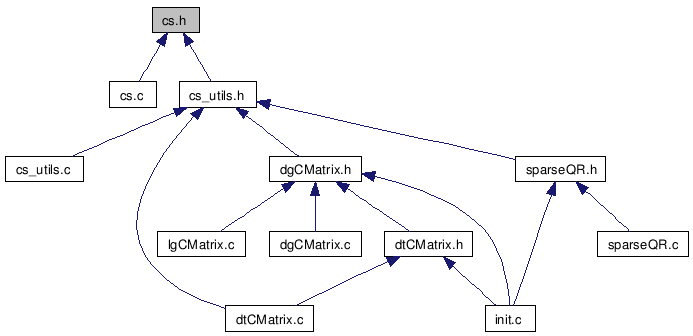 cs.h
cs.c
cs_utils.h
cs_utils.c
dgCMatrix.h
sparseQR.h
lgCMatrix.c
dgCMatrix.c
dtCMatrix.h
sparseQR.c
dtCMatrix.c
init.c